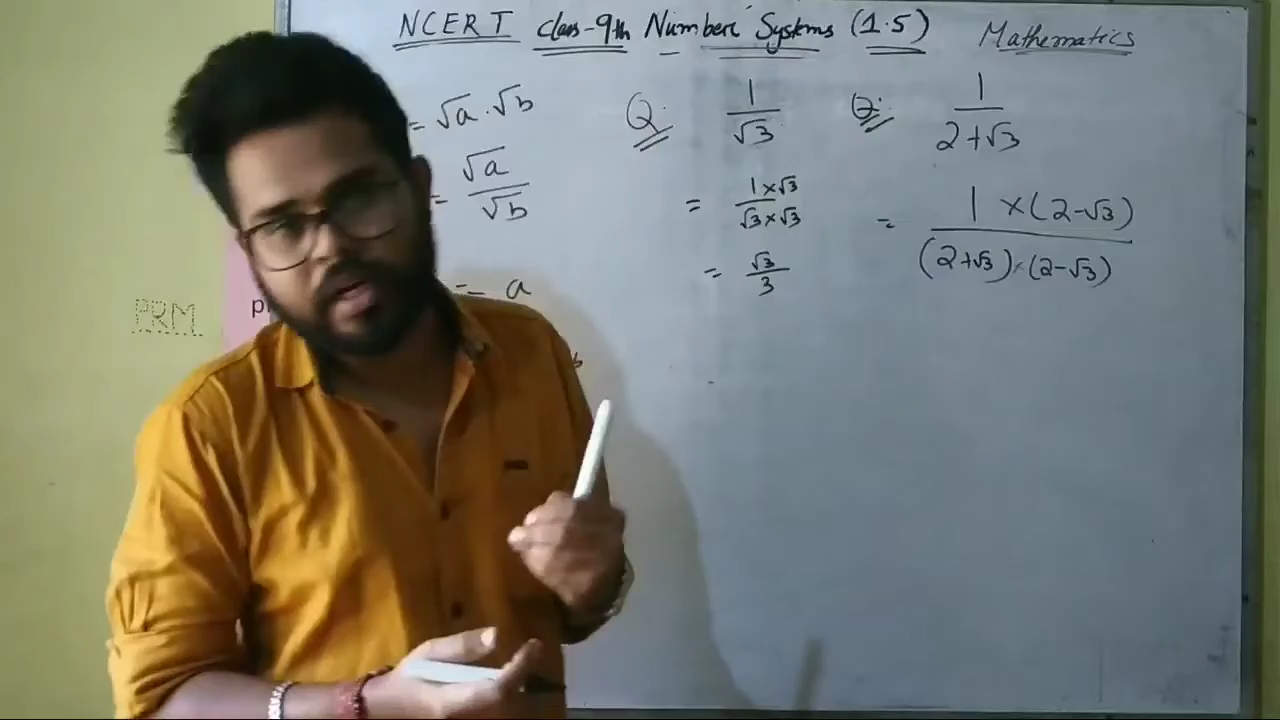 NCERT Class-9th Number Systems (1.5) Mathematics
= √a . √b
= √a / √b
= a
Q. 1 / √3
= 1 × √3 / √3 × √3
= √3 / 3
Q. 1 / 2 + √3
= 1 × (2 - √3) / (2 + √3) × (2 - √3)
PRM